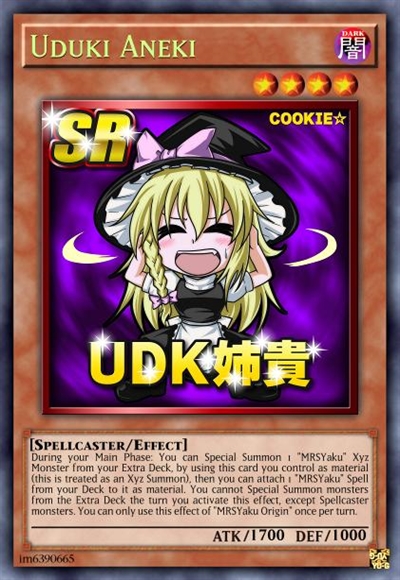 Uduki Aneki
DARK
闇
SR
COOKIE☆
UDK姉貴
[Spellcaster/Effect]
During your Main Phase: You can Special Summon 1 "MRSYaku" Xyz
Monster from your Extra Deck, by using this card you control as material
(this is treated as an Xyz Summon), then you can attach 1 "MRSYaku" Spell
from your Deck to it as material. You cannot Special Summon monsters
from the Extra Deck the turn you activate this effect, except Spellcaster
monsters. You can only use this effect of "MRSYaku Origin" once per turn.
ATK/1700 DEF/1000
im6390665